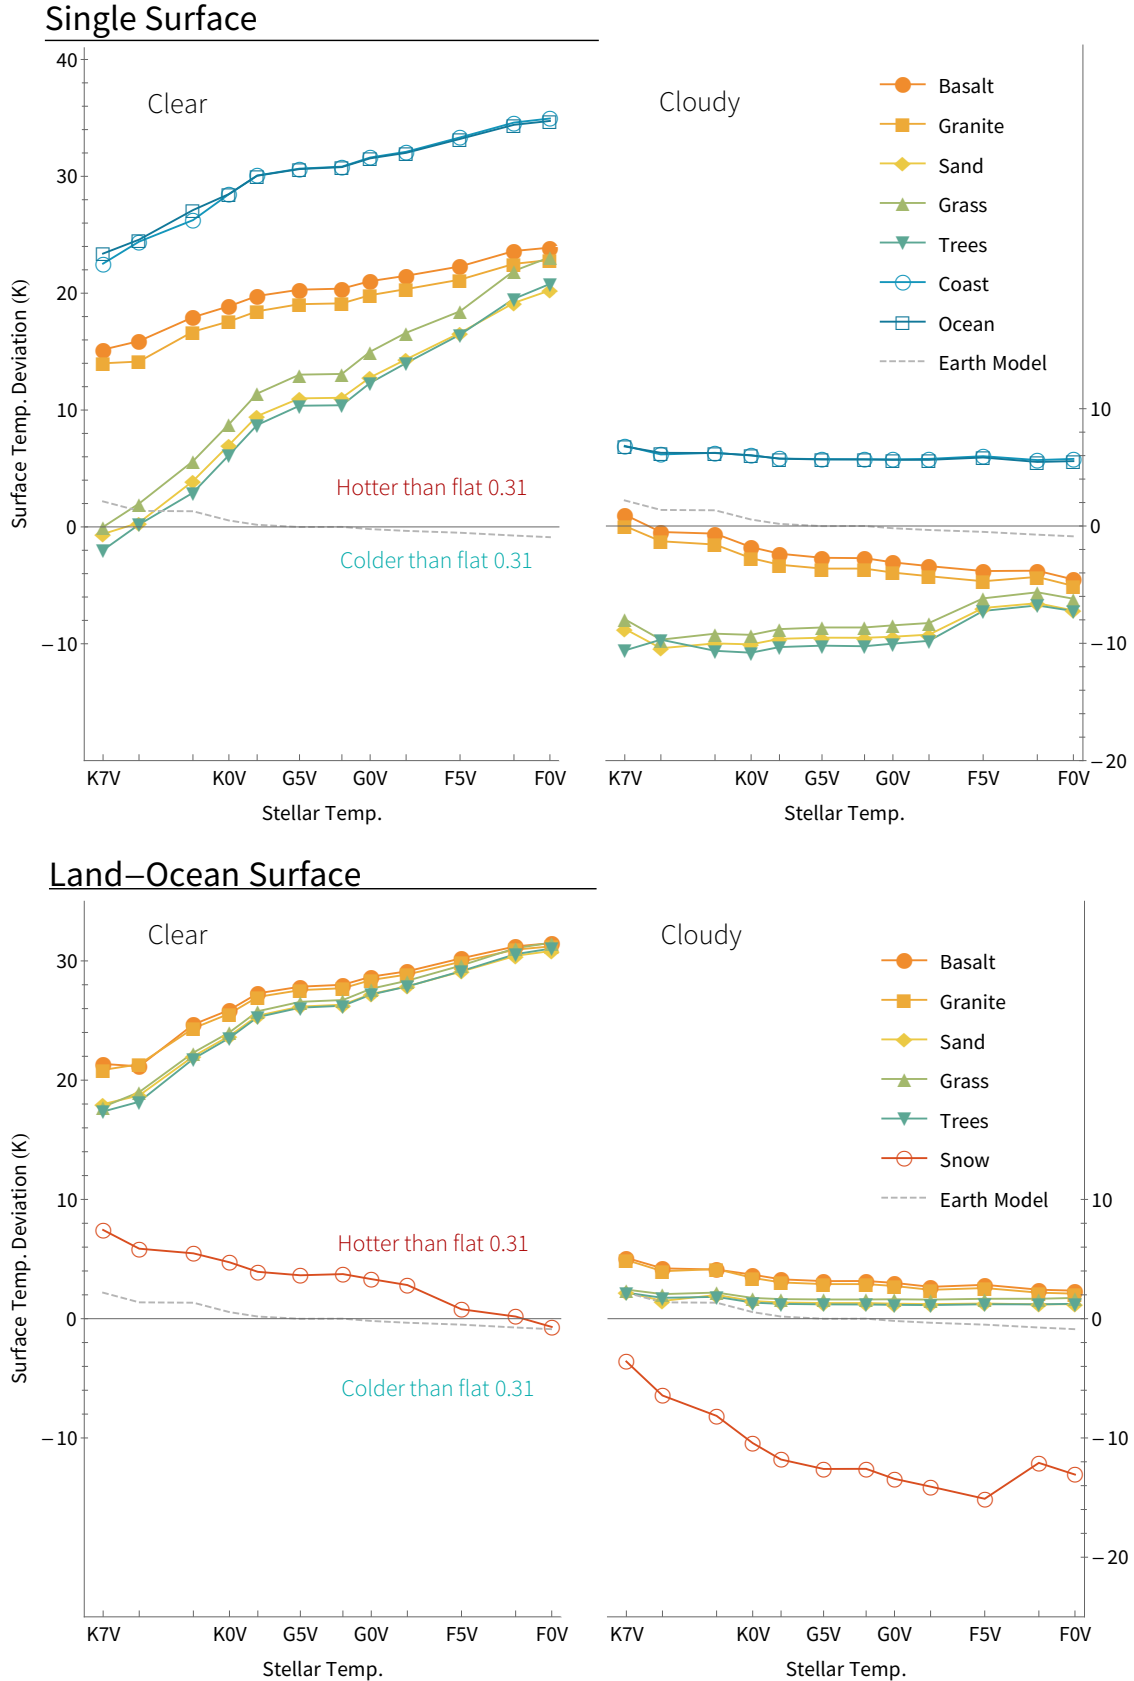 Single Surface
Clear
Cloudy
40
30
20
10
0
−10
Surface Temp. Deviation (K)
Hotter than flat 0.31
Colder than flat 0.31
Basalt
Granite
Sand
Grass
Trees
Coast
Ocean
Earth Model
10
0
−10
−20
K7V K0V G5V G0V F5V F0V
Stellar Temp.
K7V K0V G5V G0V F5V F0V
Stellar Temp.
Land−Ocean Surface
Clear
Cloudy
30
20
10
0
−10
Surface Temp. Deviation (K)
Hotter than flat 0.31
Colder than flat 0.31
Basalt
Granite
Sand
Grass
Trees
Snow
Earth Model
10
0
−10
−20
K7V K0V G5V G0V F5V F0V
Stellar Temp.
K7V K0V G5V G0V F5V F0V
Stellar Temp.